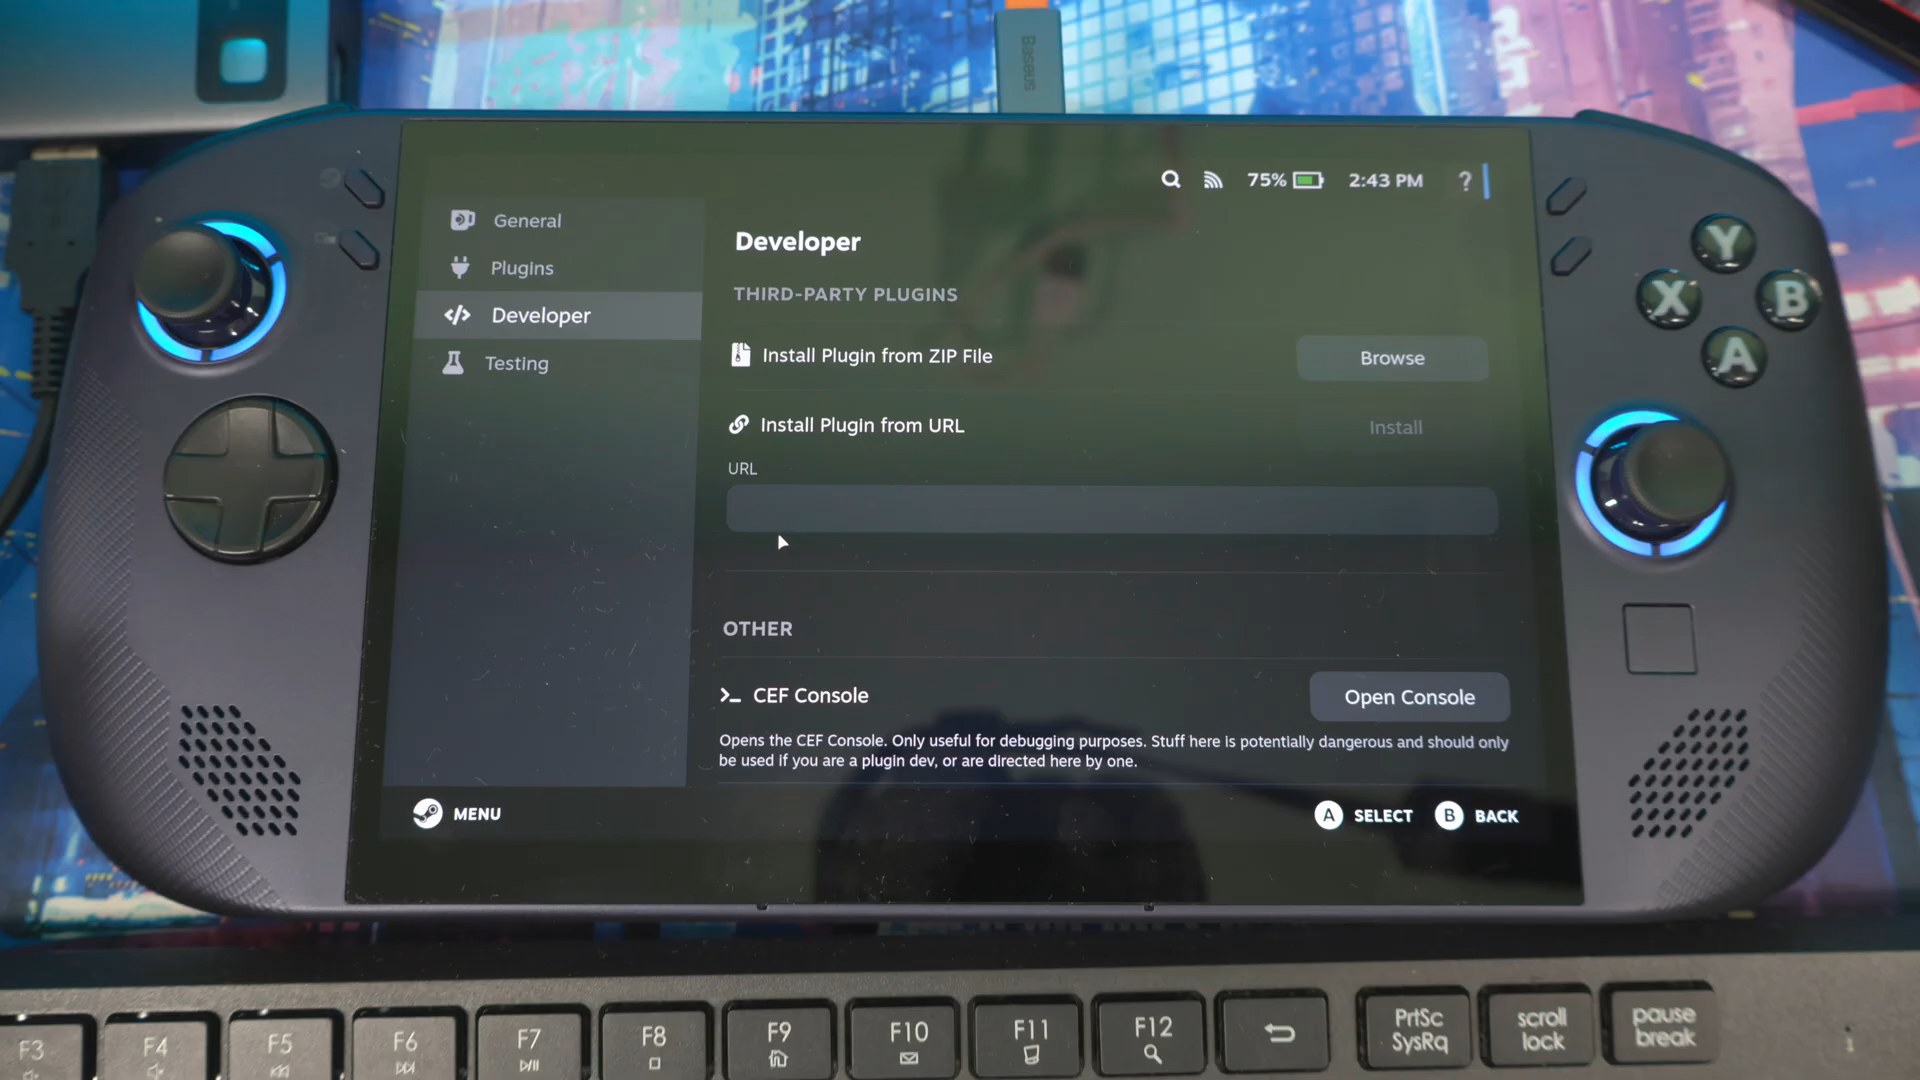 Baseus
75%
2:43 PM
?
General
Plugins
Developer
Testing
Developer
THIRD-PARTY PLUGINS
Install Plugin from ZIP File
Browse
Install Plugin from URL
Install
URL
OTHER
CEF Console
Open Console
Opens the CEF Console. Only useful for debugging purposes. Stuff here is potentially dangerous and should only
be used if you are a plugin dev, or are directed here by one.
MENU
A SELECT B BACK
Y
X
B
A
F3
F4
F5
F6
F7
F8
F9
F10
F11
F12
PrtSc
SysRq
scroll
lock
pause
break